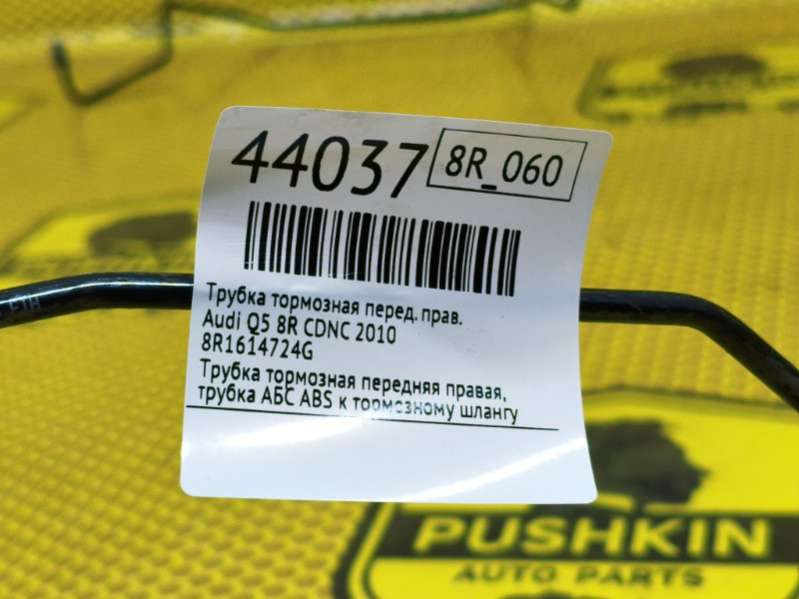 44037
8R_060
Трубка тормозная перед. прав.
Audi Q5 8R CDNC 2010
8R1614724G
Трубка тормозная передняя правая,
трубка АБС ABS к тормозному шлангу
PUSHKIN
AUTO PARTS